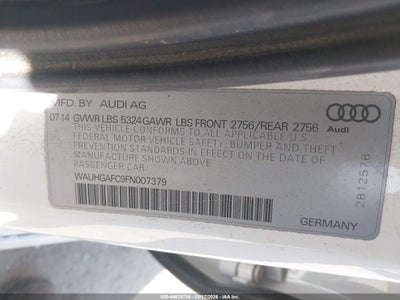 MFD. BY AUDI AG
07 14 GVWR LBS 5324 GAWR LBS FRONT 2756/REAR 2756
THIS VEHICLE CONFORMS TO ALL APPLICABLE U.S
FEDERAL MOTOR VEHICLE SAFETY, BUMPER AND THEFT
PREVENTION STANDARDS IN EFFECT ON THE DATE OF
MANUFACTURE SHOWN ABOVE
PASSENGER CAR:
WAUHGAFC9FN007379
Audi
2812578
GERMANY